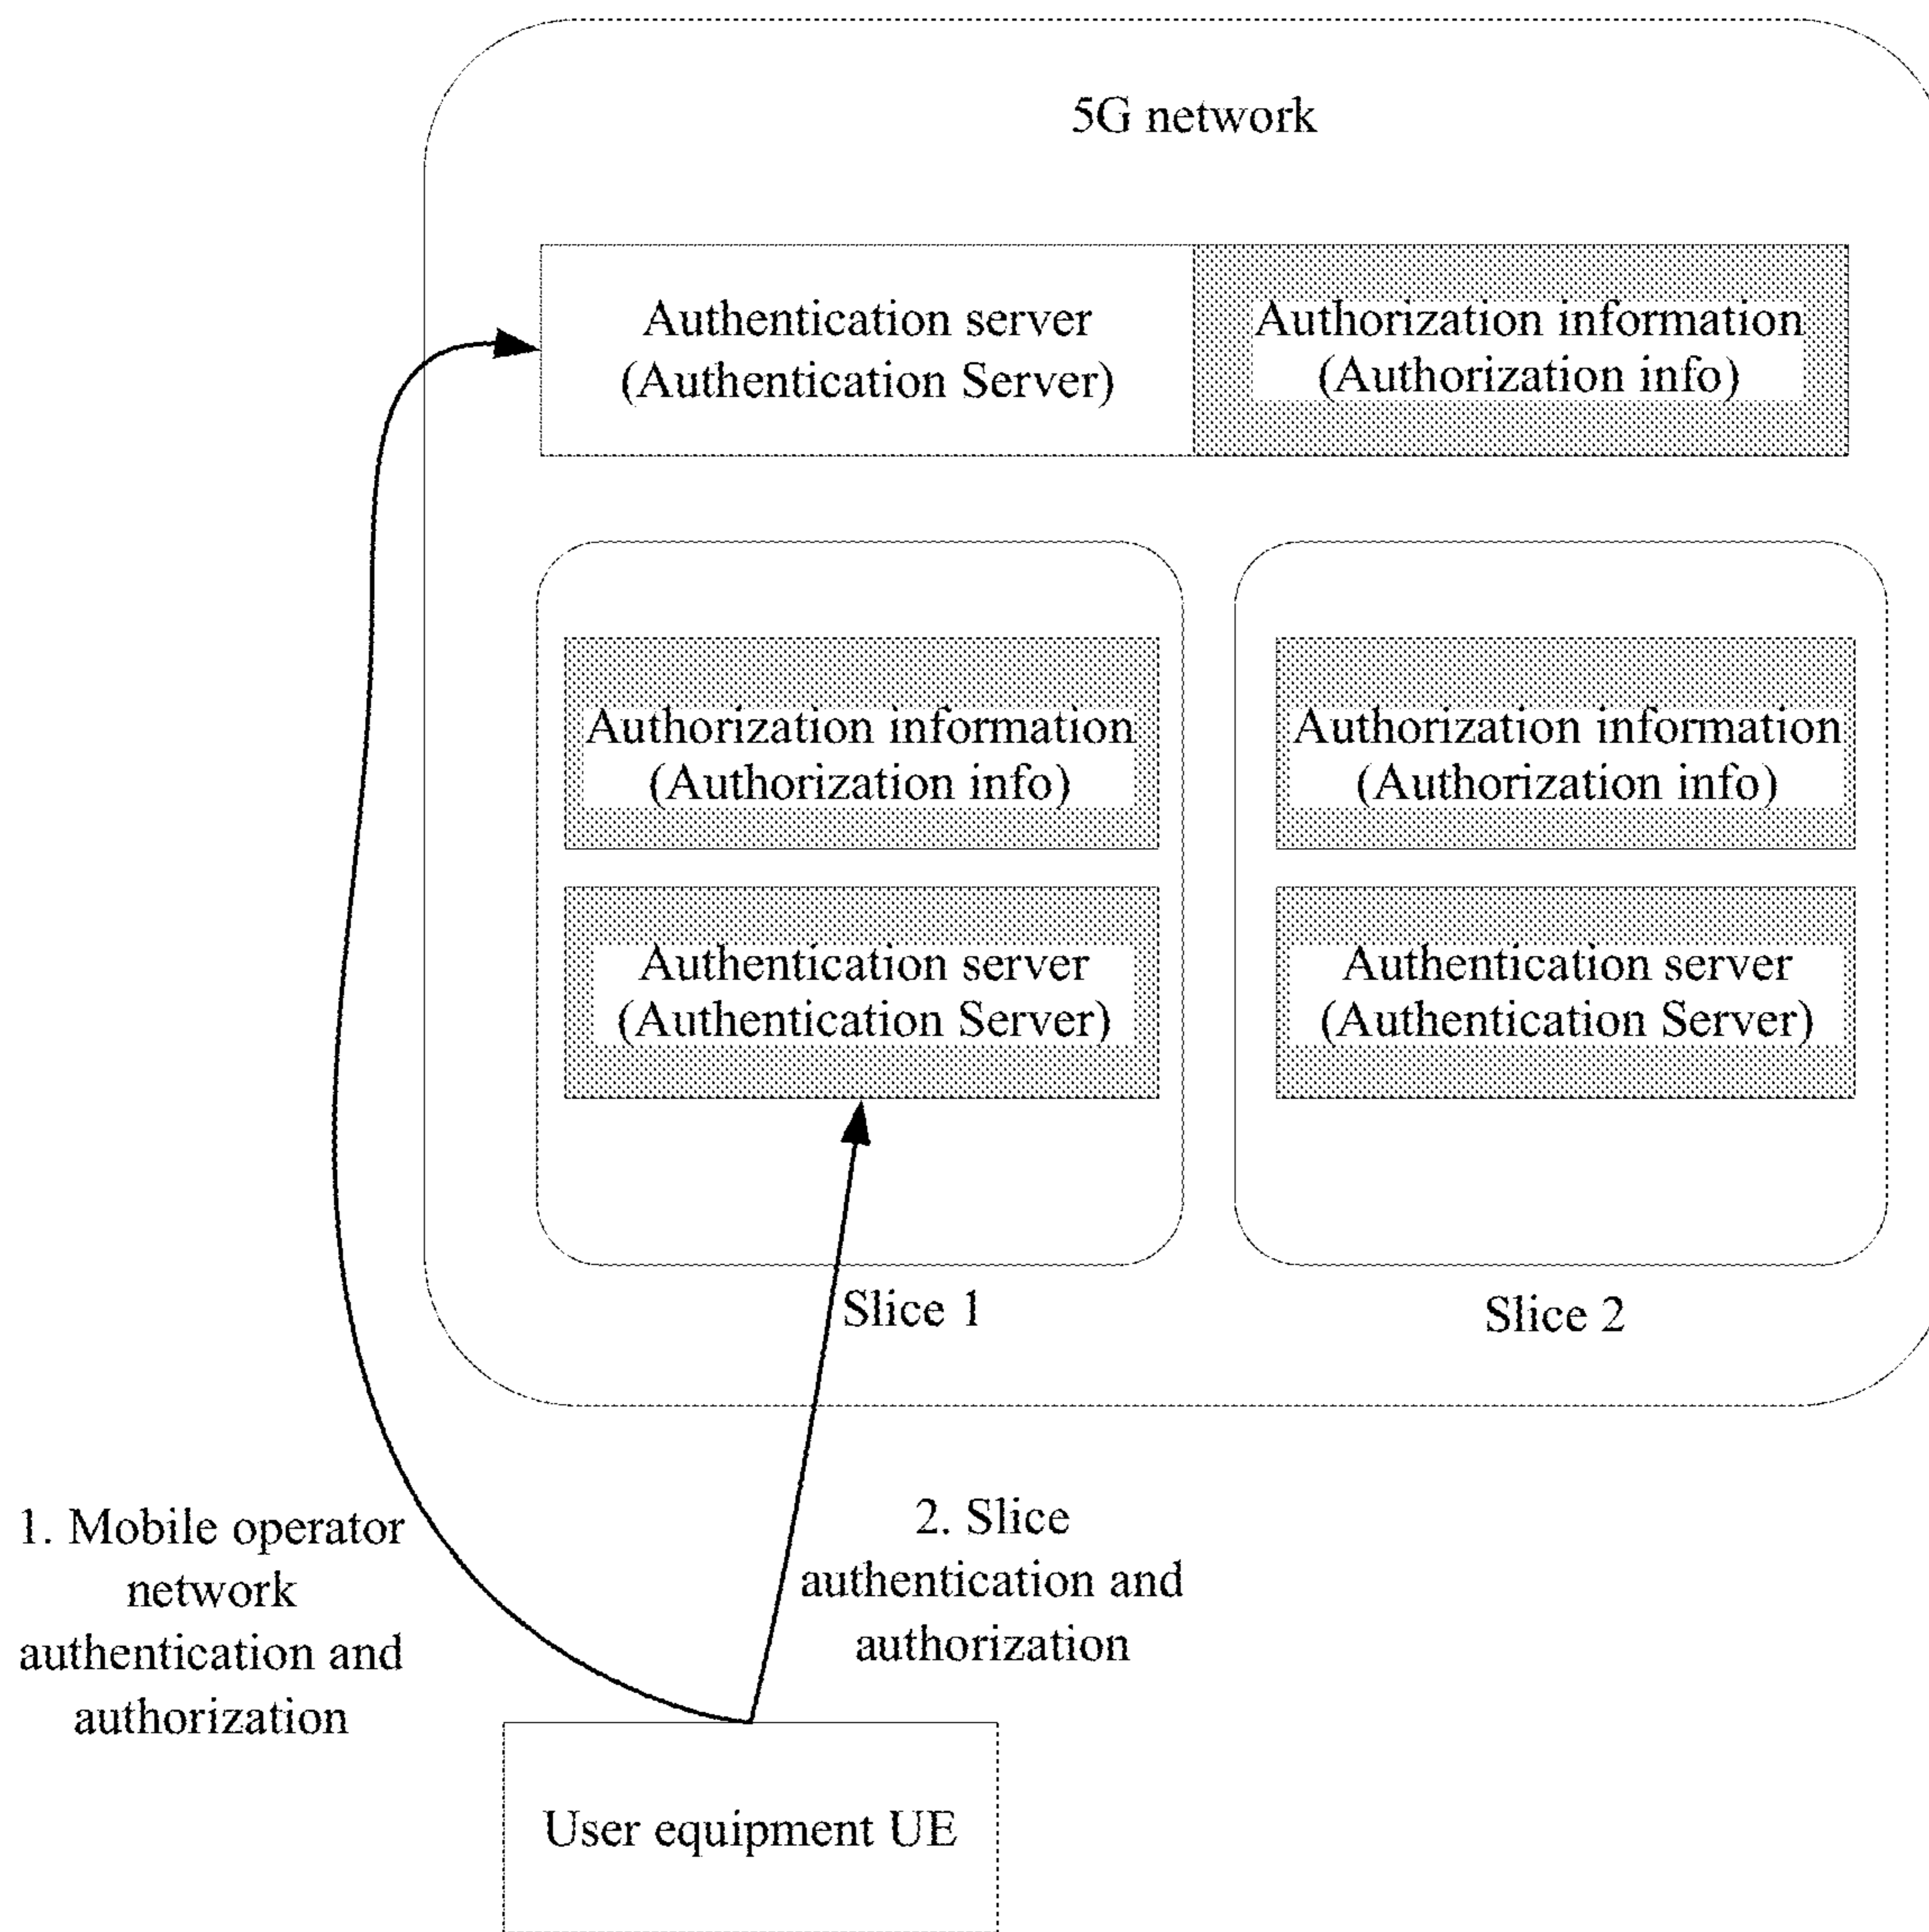 5G network
Authentication server
(Authentication Server)
Authorization information
(Authorization info)
Authorization information
(Authorization info)
Authentication server
(Authentication Server)
Slice 1
Authorization information
(Authorization info)
Authentication server
(Authentication Server)
Slice 2
1. Mobile operator
network
authentication and
authorization
2. Slice
authentication and
authorization
User equipment UE